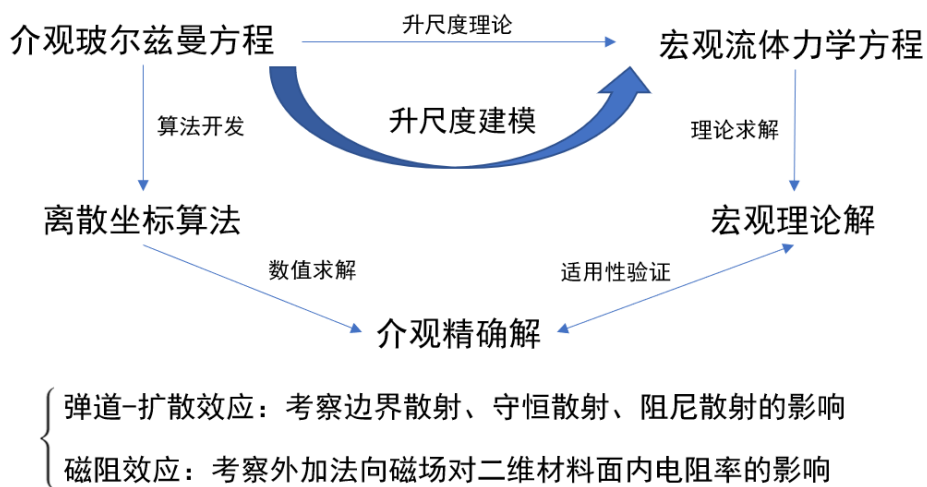 介观玻尔兹曼方程
升尺度理论
宏观流体力学方程
算法开发
升尺度建模
理论求解
离散坐标算法
宏观理论解
数值求解
适用性验证
介观精确解
弹道-扩散效应：考察边界散射、守恒散射、阻尼散射的影响
磁阻效应：考察外加法向磁场对二维材料面内电阻率的影响